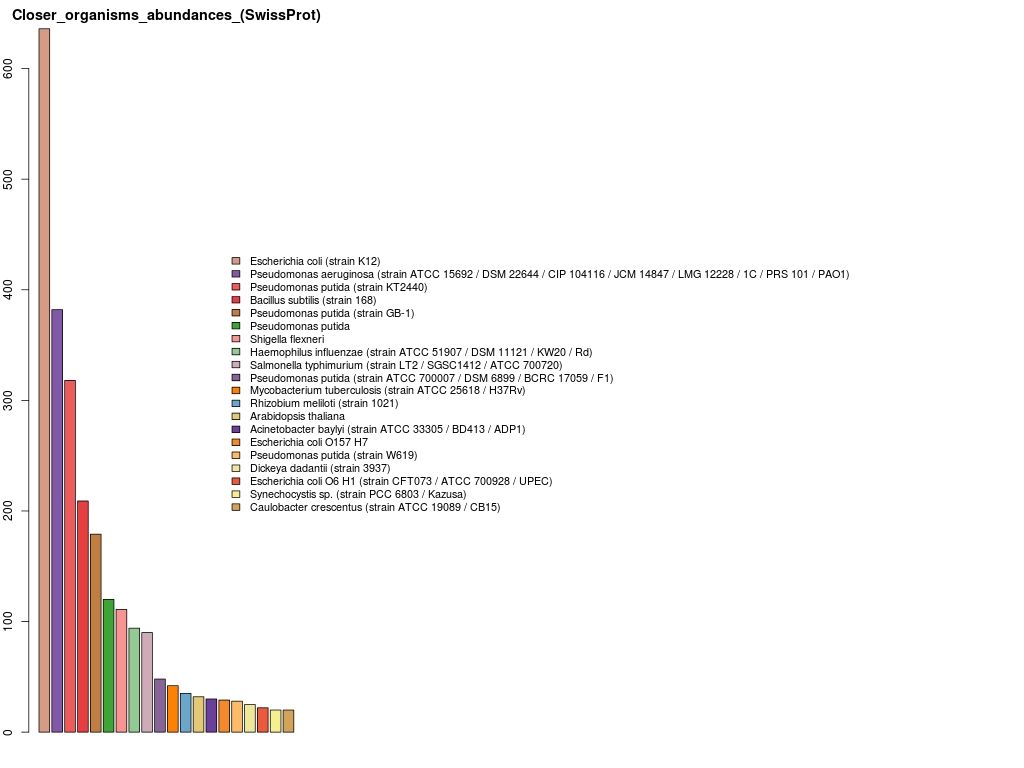 Closer_organisms_abundances_(SwissProt)
600
500
400
300
200
100
0
Escherichia coli (strain K12)
Pseudomonas aeruginosa (strain ATCC 15692 / DSM 22644 / CIP 104116 / JCM 14847 / LMG 12228 / 1C / PRS 101 / PAO1)
Pseudomonas putida (strain KT2440)
Bacillus subtilis (strain 168)
Pseudomonas putida (strain GB-1)
Pseudomonas putida
Shigella flexneri
Haemophilus influenzae (strain ATCC 51907 / DSM 11121 / KW20 / Rd)
Salmonella typhimurium (strain LT2 / SGSC1412 / ATCC 700720)
Pseudomonas putida (strain ATCC 700007 / DSM 6899 / BCRC 17059 / F1)
Mycobacterium tuberculosis (strain ATCC 25618 / H37Rv)
Rhizobium meliloti (strain 1021)
Arabidopsis thaliana
Acinetobacter baylyi (strain ATCC 33305 / BD413 / ADP1)
Escherichia coli O157 H7
Pseudomonas putida (strain W619)
Dickeya dadantii (strain 3937)
Escherichia coli O6 H1 (strain CFT073 / ATCC 700928 / UPEC)
Synechocystis sp. (strain PCC 6803 / Kazusa)
Caulobacter crescentus (strain ATCC 19089 / CB15)